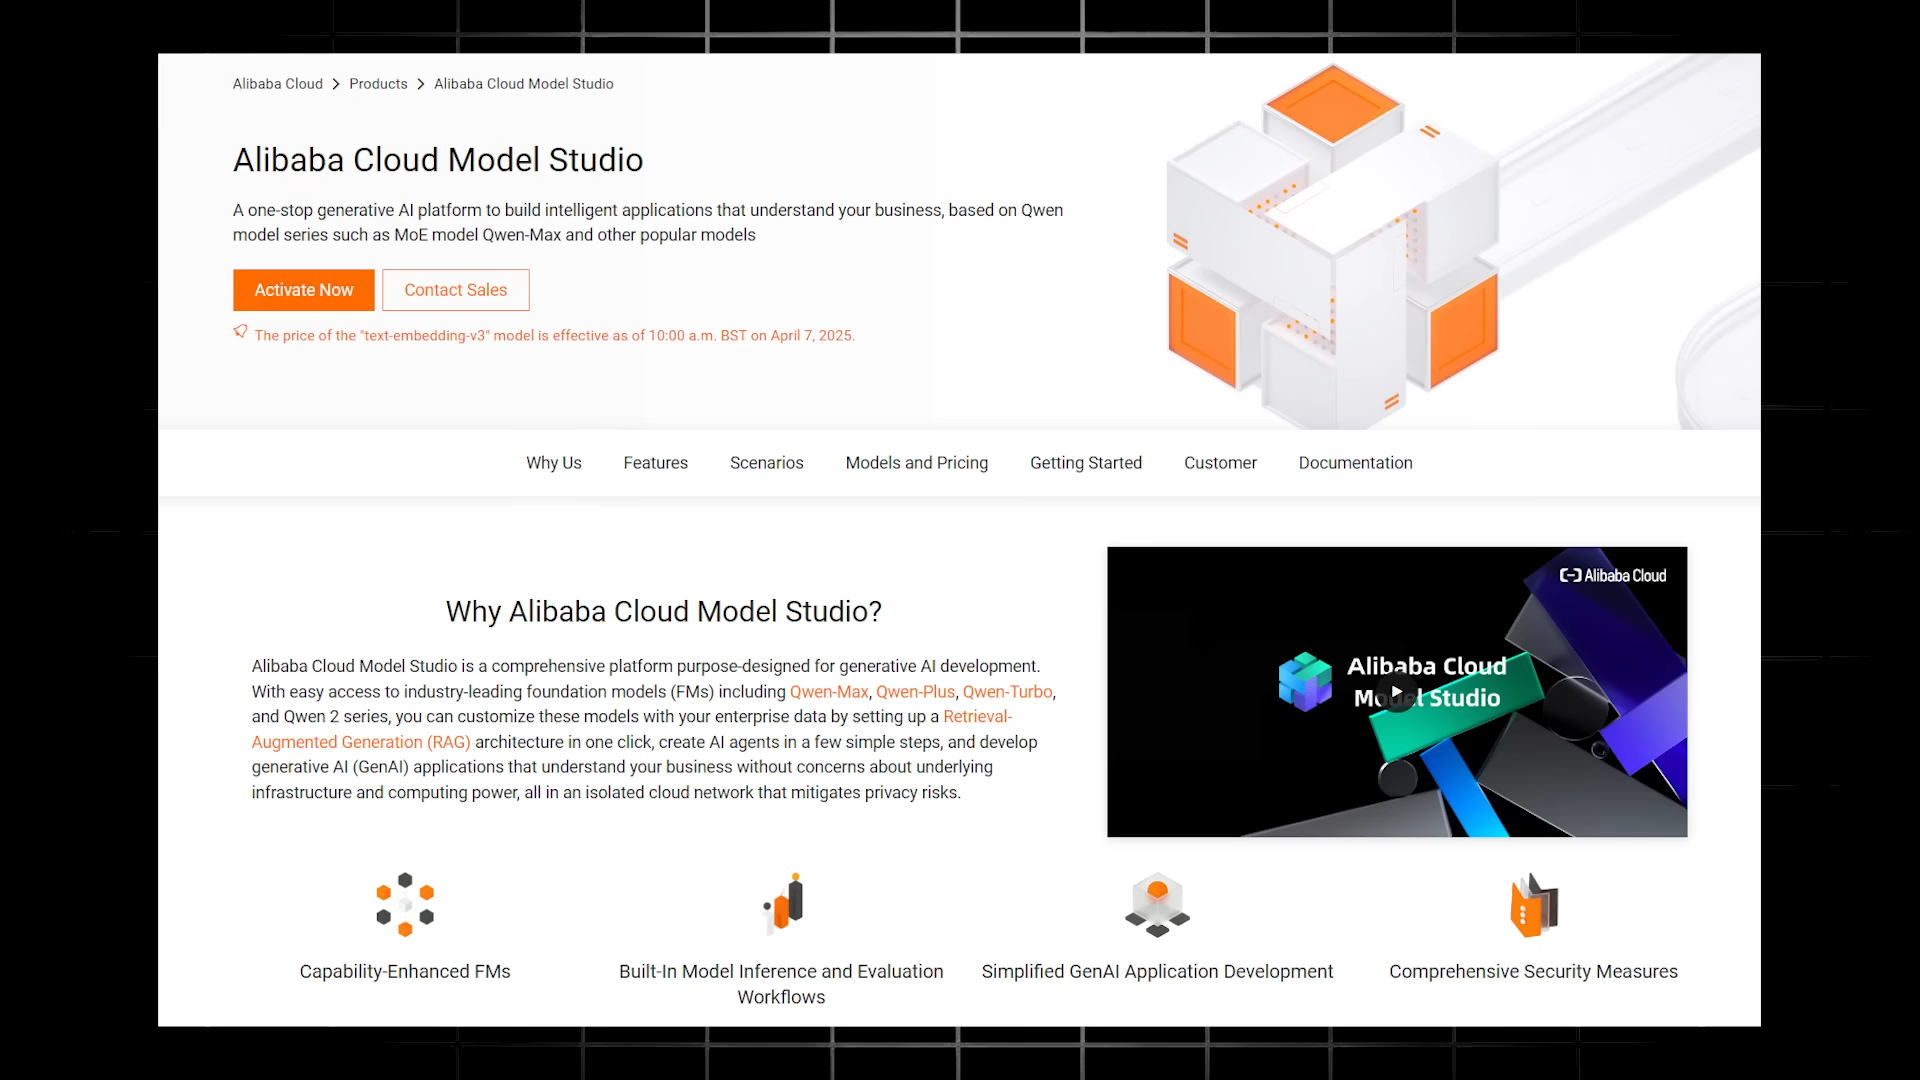 Alibaba Cloud > Products > Alibaba Cloud Model Studio
Alibaba Cloud Model Studio
A one-stop generative AI platform to build intelligent applications that understand your business, based on Qwen
model series such as MoE model Qwen-Max and other popular models
Activate Now
Contact Sales
The price of the "text-embedding-v3" model is effective as of 10:00 a.m. BST on April 7, 2025.
Why Us
Features
Scenarios
Models and Pricing
Getting Started
Customer
Documentation
Why Alibaba Cloud Model Studio?
Alibaba Cloud Model Studio is a comprehensive platform purpose-designed for generative AI development.
With easy access to industry-leading foundation models (FMs) including Qwen-Max, Qwen-Plus, Qwen-Turbo,
and Qwen 2 series, you can customize these models with your enterprise data by setting up a Retrieval-
Augmented Generation (RAG) architecture in one click, create AI agents in a few simple steps, and develop
generative AI (GenAI) applications that understand your business without concerns about underlying
infrastructure and computing power, all in an isolated cloud network that mitigates privacy risks.
Alibaba Cloud
Alibaba Cloud
Model Studio
Capability-Enhanced FMs
Built-In Model Inference and Evaluation
Workflows
Simplified GenAI Application Development
Comprehensive Security Measures